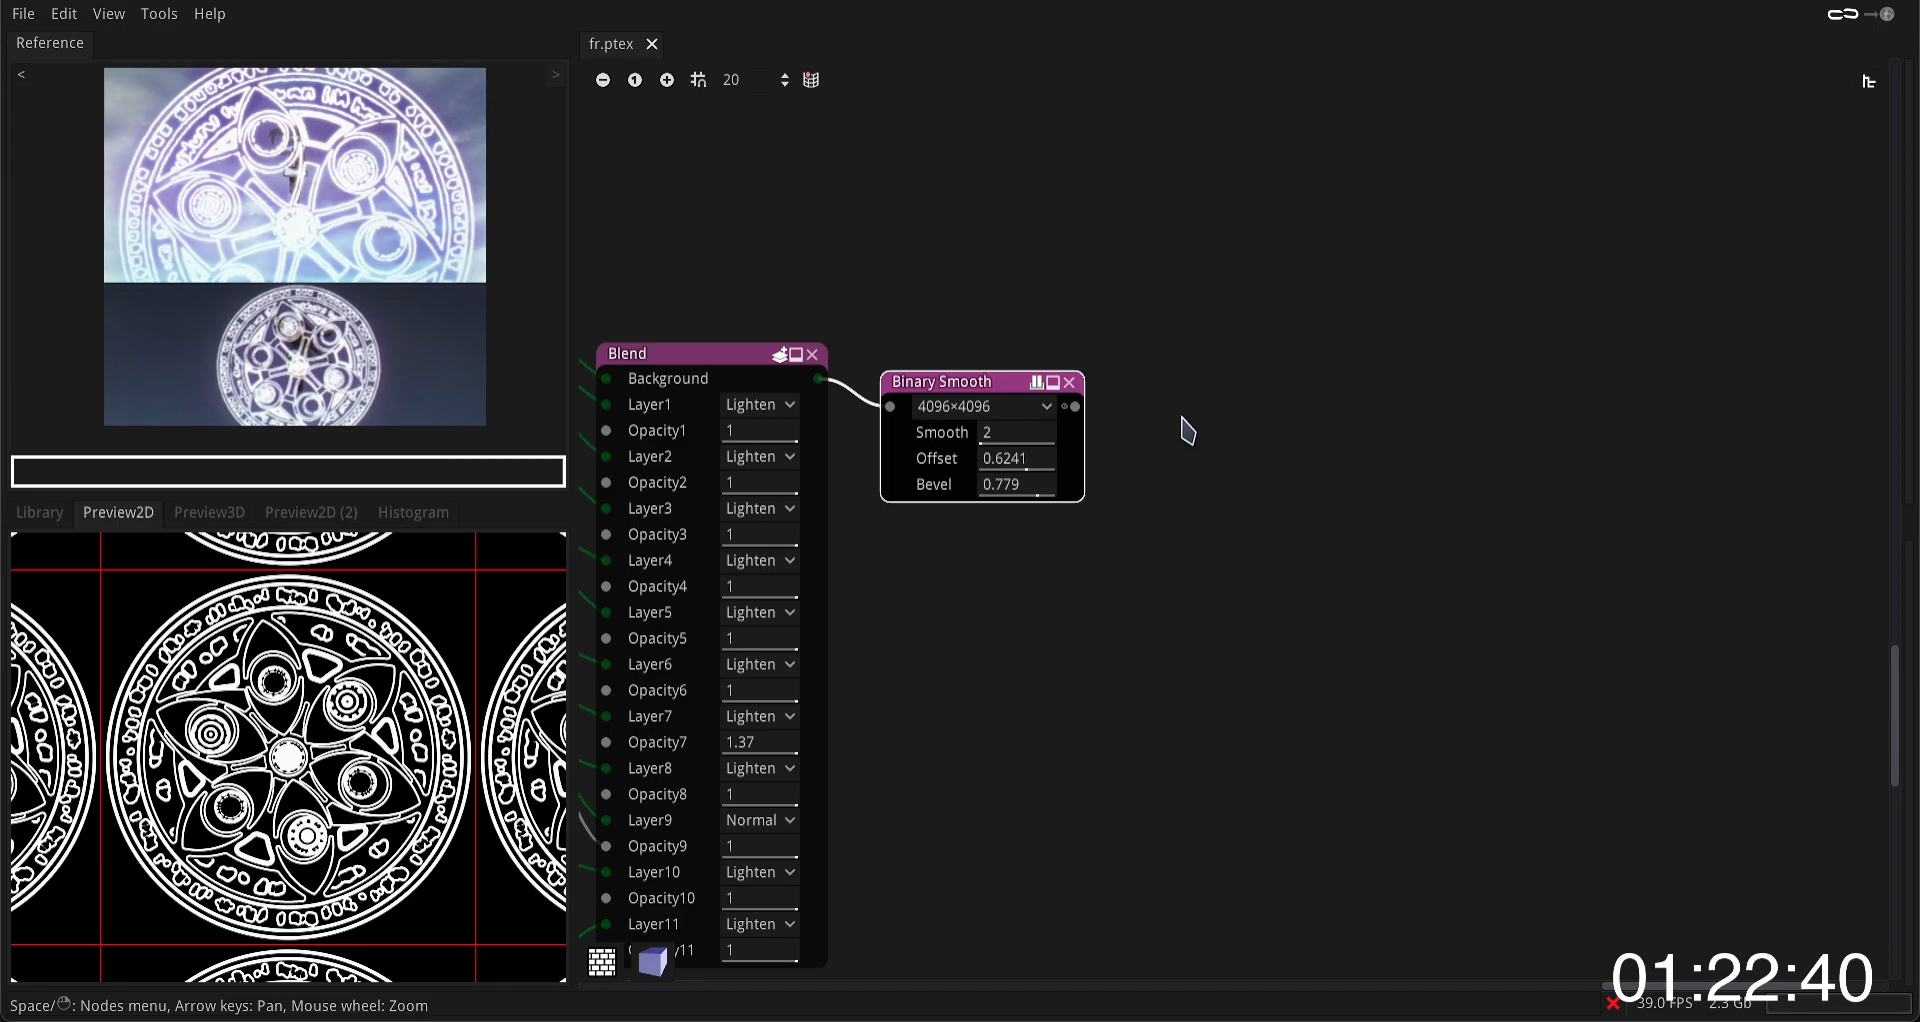 File Edit View Tools Help
Reference
fr.ptex
20
< >
Blend
Background
Layer1 Lighten
Opacity1 1
Layer2 Lighten
Opacity2 1
Layer3 Lighten
Opacity3 1
Layer4 Lighten
Opacity4 1
Layer5 Lighten
Opacity5 1
Layer6 Lighten
Opacity6 1
Layer7 Lighten
Opacity7 1.37
Layer8 Lighten
Opacity8 1
Layer9 Normal
Opacity9 1
Layer10 Lighten
Opacity10 1
Layer11 Lighten
y11 1
Binary Smooth
4096×4096
Smooth 2
Offset 0.6241
Bevel 0.779
Library Preview2D Preview3D Preview2D (2) Histogram
01:22:40
Space/ : Nodes menu, Arrow keys: Pan, Mouse wheel: Zoom
39.0 FPS 2.3 Gb